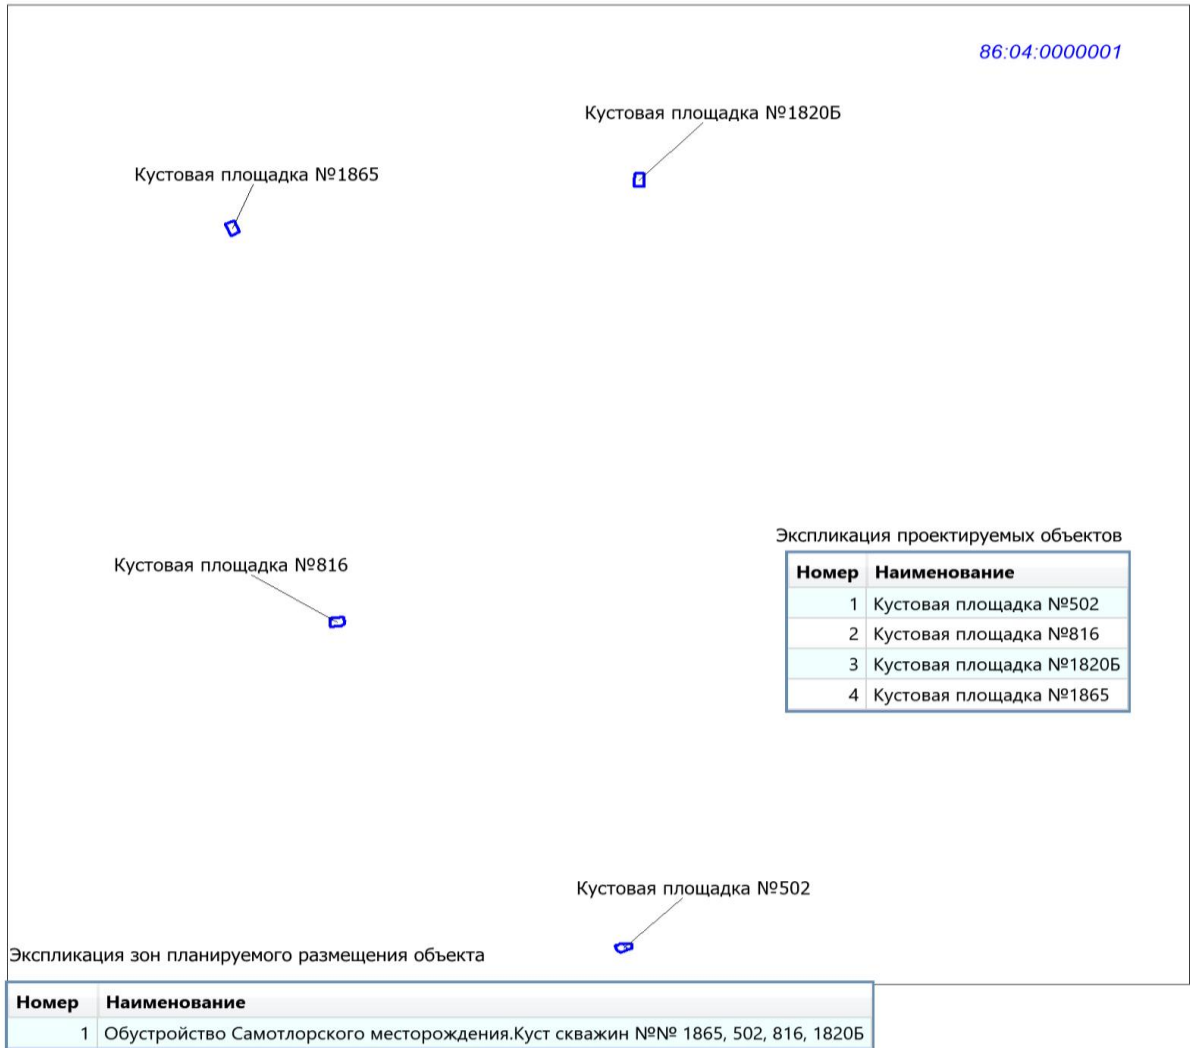 86:04:0000001
Кустовая площадка №1820Б
Кустовая площадка №1865
Экспликация проектируемых объектов
Кустовая площадка №816
Номер Наименование
1 Кустовая площадка №502
2 Кустовая площадка №816
3 Кустовая площадка №1820Б
4 Кустовая площадка №1865
Кустовая площадка №502
Экспликация зон планируемого размещения объекта
Номер Наименование
1 Обустройство Самотлорского месторождения.Куст скважин №№ 1865, 502, 816, 1820Б